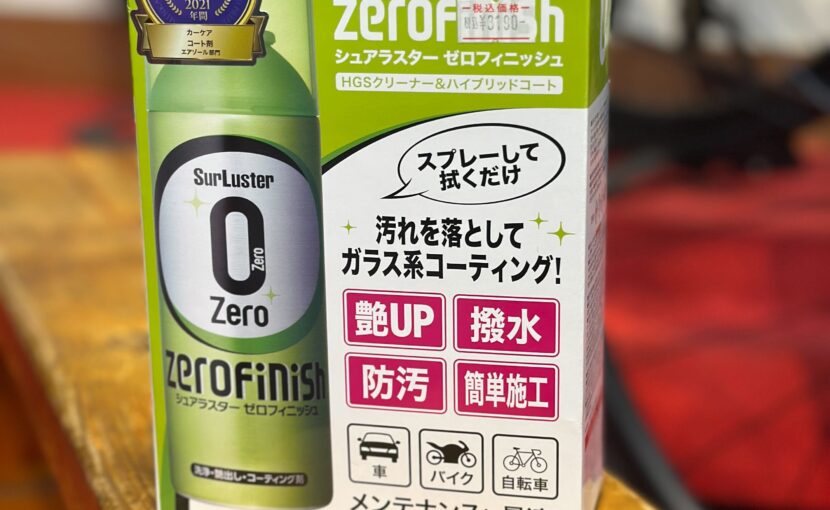 2021
年間
カーケア
コート剤
エアゾール部門
zerofinish
税込価格
税込¥3190-
シュアラスター ゼロフィニッシュ
HGSクリーナー&ハイブリッドコート
スプレーして
拭くだけ
汚れを落として
ガラス系コーティング!
艶UP
撥水
防汚
簡単施工
車
バイク
自転車
SurLuster
0
Zero
Zero
zerofinish
シュアラスター ゼロフィニッシュ
洗浄・艶出し・コーティング剤